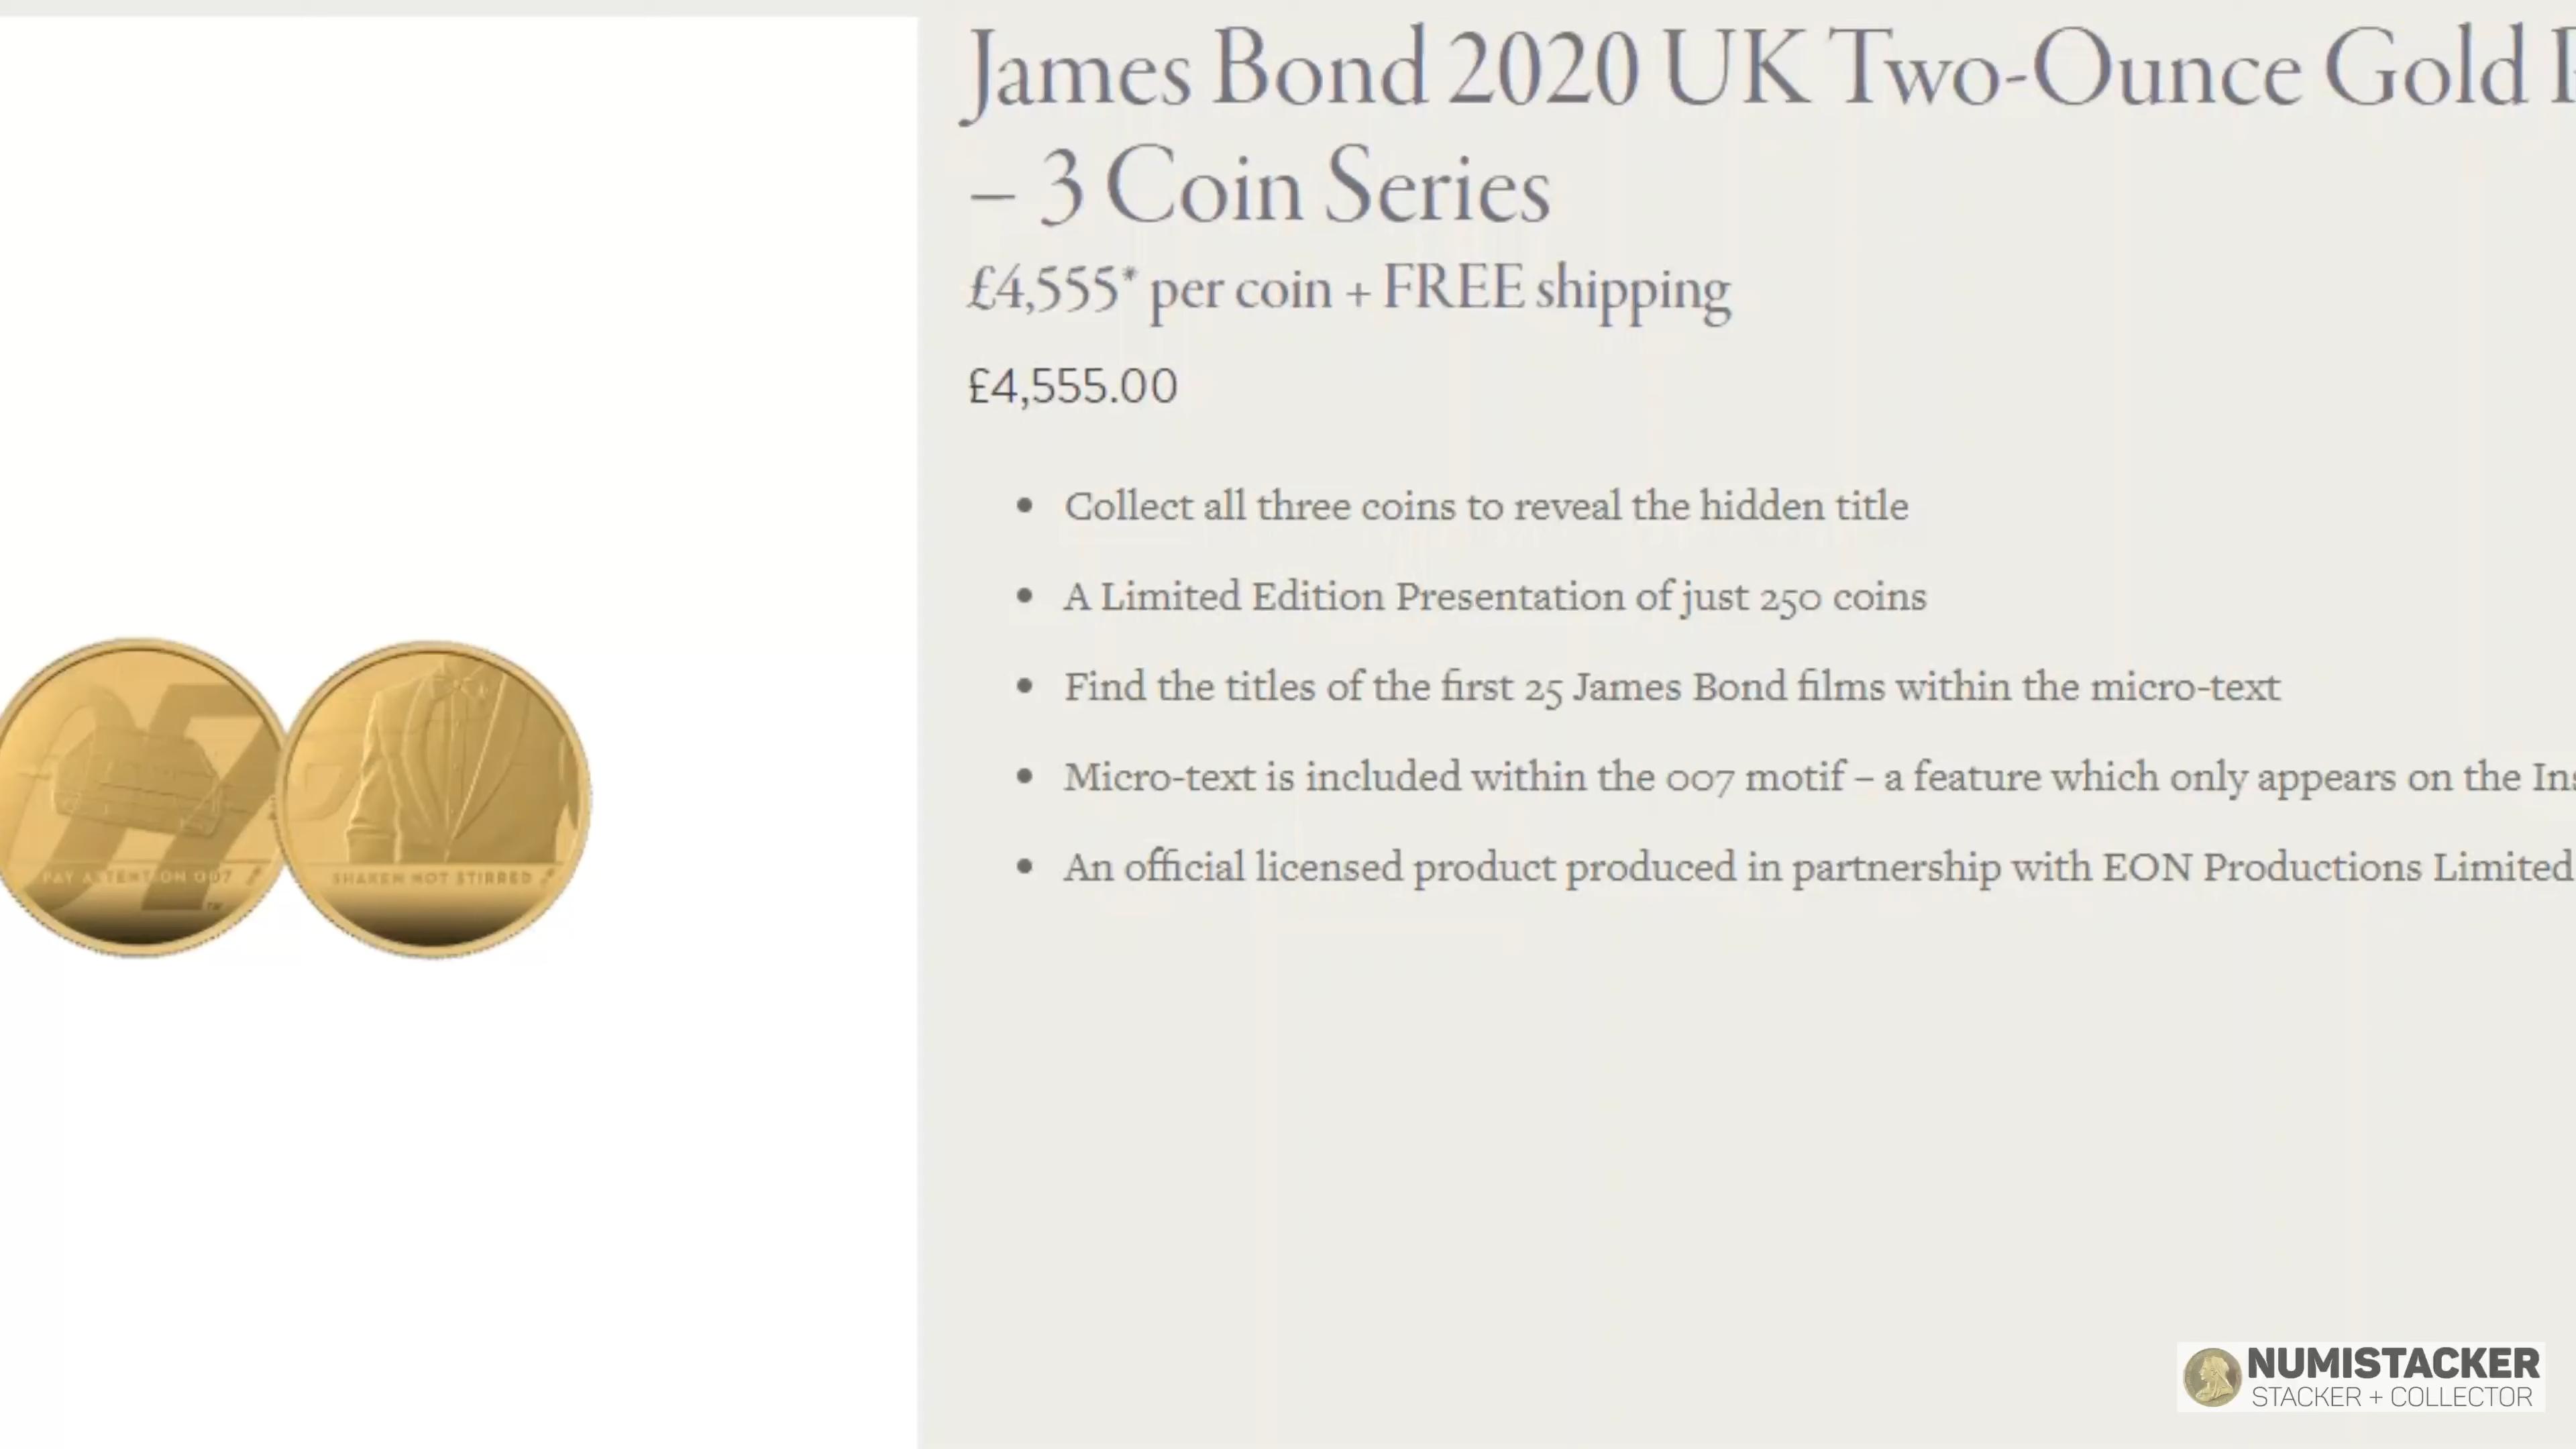 James Bond 2020 UK Two-Ounce Gold
– 3 Coin Series
£4,555* per coin + FREE shipping
£4,555.00
• Collect all three coins to reveal the hidden title
• A Limited Edition Presentation of just 250 coins
• Find the titles of the first 25 James Bond films within the micro-text
• Micro-text is included within the 007 motif – a feature which only appears on the
• An official licensed product produced in partnership with EON Productions Limited
PAY ATTENTION 007
TM
SHAKEN NOT STIRRED
NUMISTACKER
STACKER + COLLECTOR